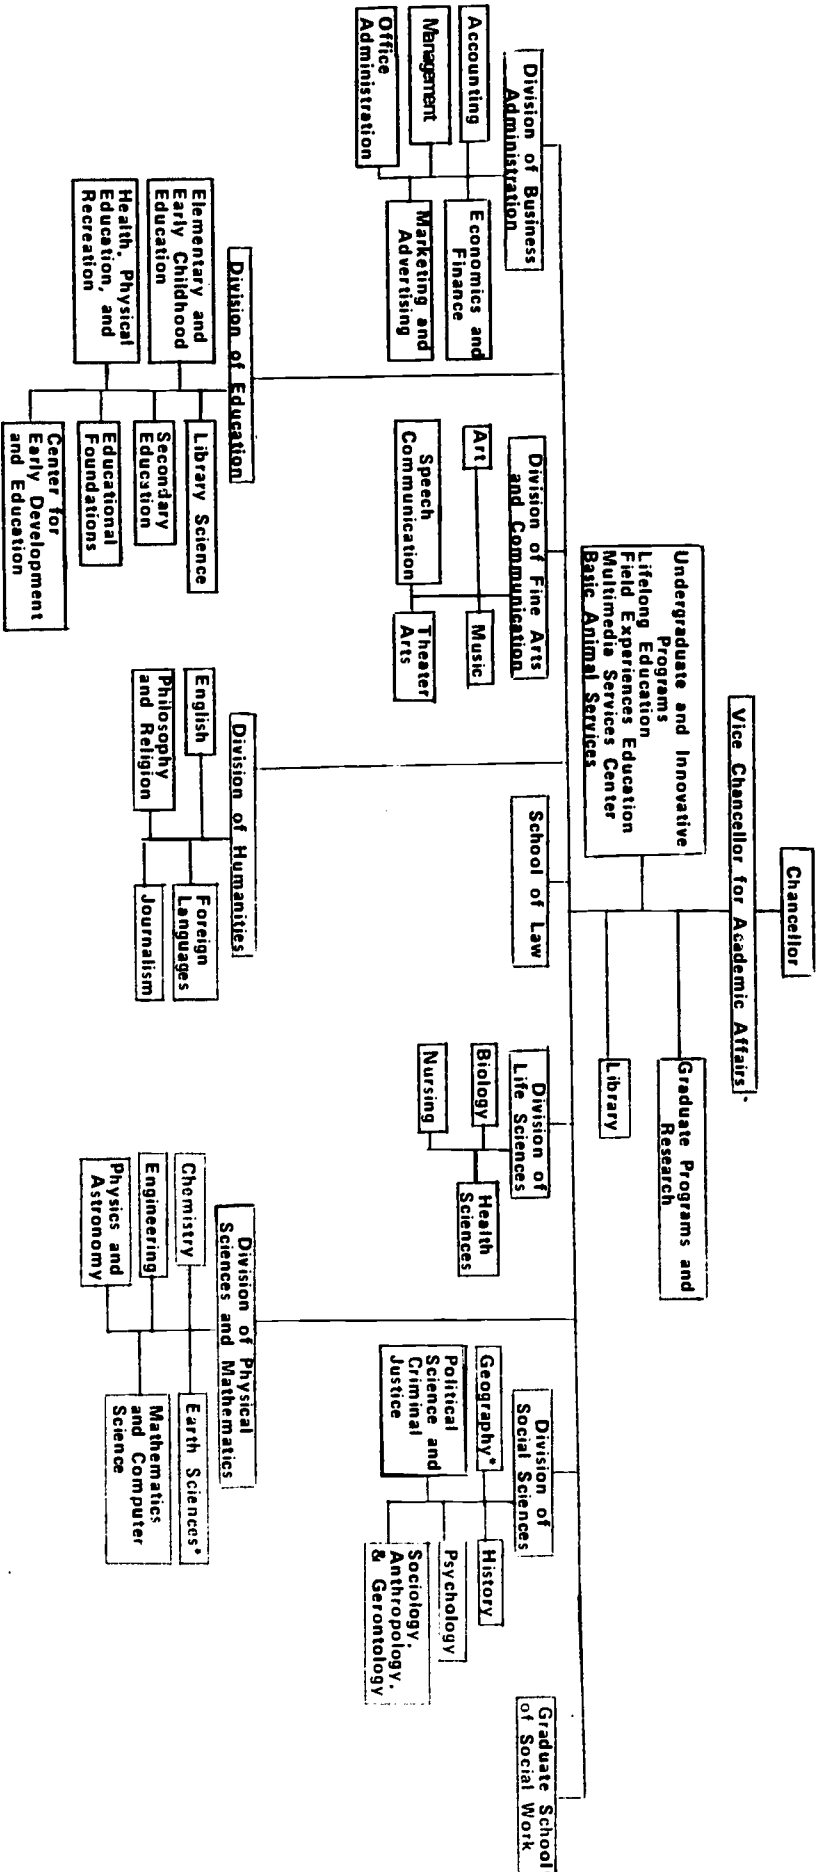 Chancellor
Vice Chancellor for Academic Affairs
Undergraduate and Innovative
Programs
Lifelong Education
Field Experiences Education
Multimedia Services Center
Basic Animal Services
Graduate Programs and
Research
Library
Division of Business
Administration
Accounting
Economics and
Finance
Management
Marketing and
Advertising
Office
Administration
Division of Fine Arts
and Communication
Art
Music
Speech
Communication
Theater
Arts
School of Law
Division of
Life Sciences
Biology
Health
Sciences
Nursing
Division of
Social Sciences
Geography*
History
Political
Science and
Criminal
Justice
Psychology
Sociology,
Anthropology,
& Gerontology
Graduate School
of Social Work
Division of Education
Elementary and
Early Childhood
Education
Library Science
Secondary
Education
Health, Physical
Education, and
Recreation
Educational
Foundations
Center for
Early Development
and Education
Division of Humanities
English
Foreign
Languages
Philosophy
and Religion
Journalism
Division of Physical
Sciences and Mathematics
Chemistry
Earth Sciences*
Engineering
Mathematics
and Computer
Science
Physics and
Astronomy